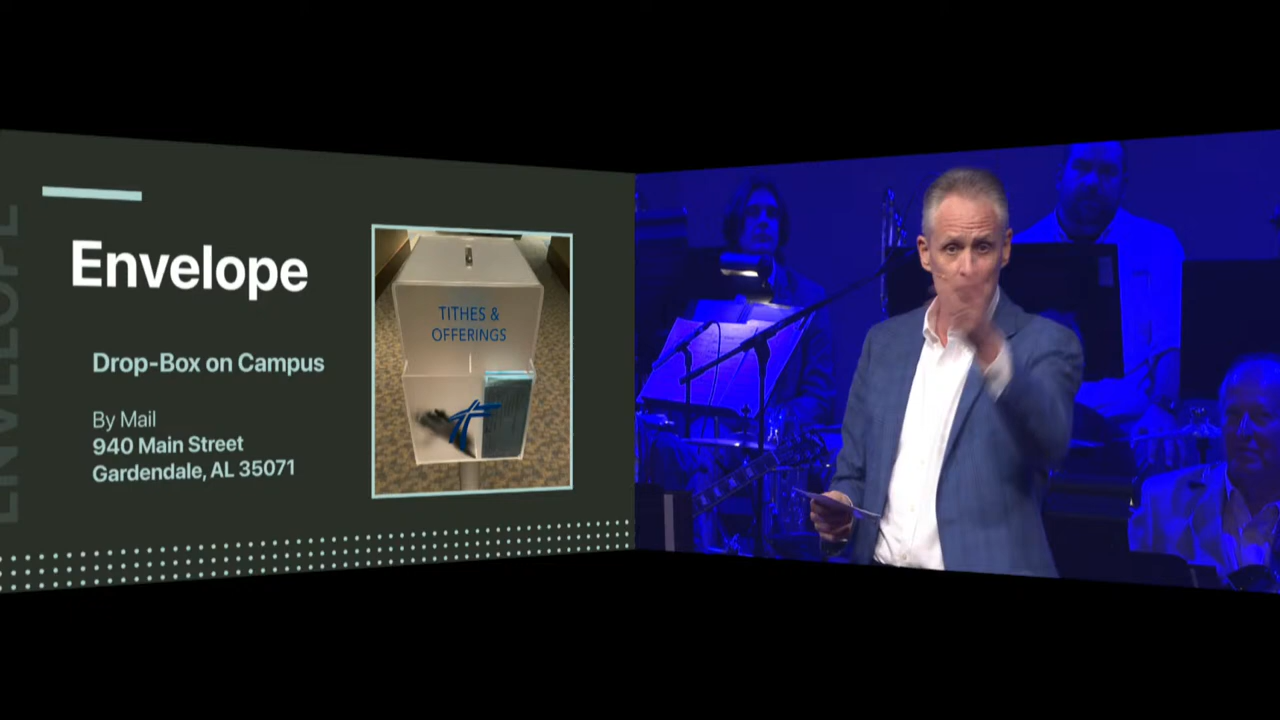 ENVELOPE
Envelope
Drop-Box on Campus
By Mail
940 Main Street
Gardendale, AL 35071
TITHES &
OFFERINGS